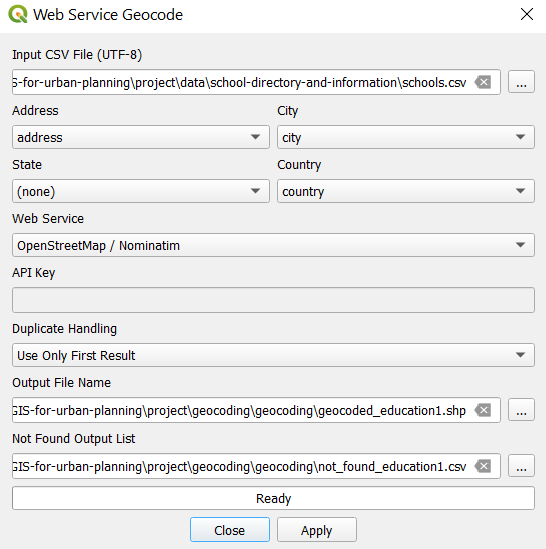 Web Service Geocode
Input CSV File (UTF-8)
S-for-urban-planning\project\data\school-directory-and-information\schools.csv
...
Address
City
address
city
State
Country
(none)
country
Web Service
OpenStreetMap / Nominatim
API Key
Duplicate Handling
Use Only First Result
Output File Name
GIS-for-urban-planning\project\geocoding\geocoding\geocoded_education1.shp
...
Not Found Output List
GIS-for-urban-planning\project\geocoding\geocoding\not_found_education1.csv
...
Ready
Close
Apply